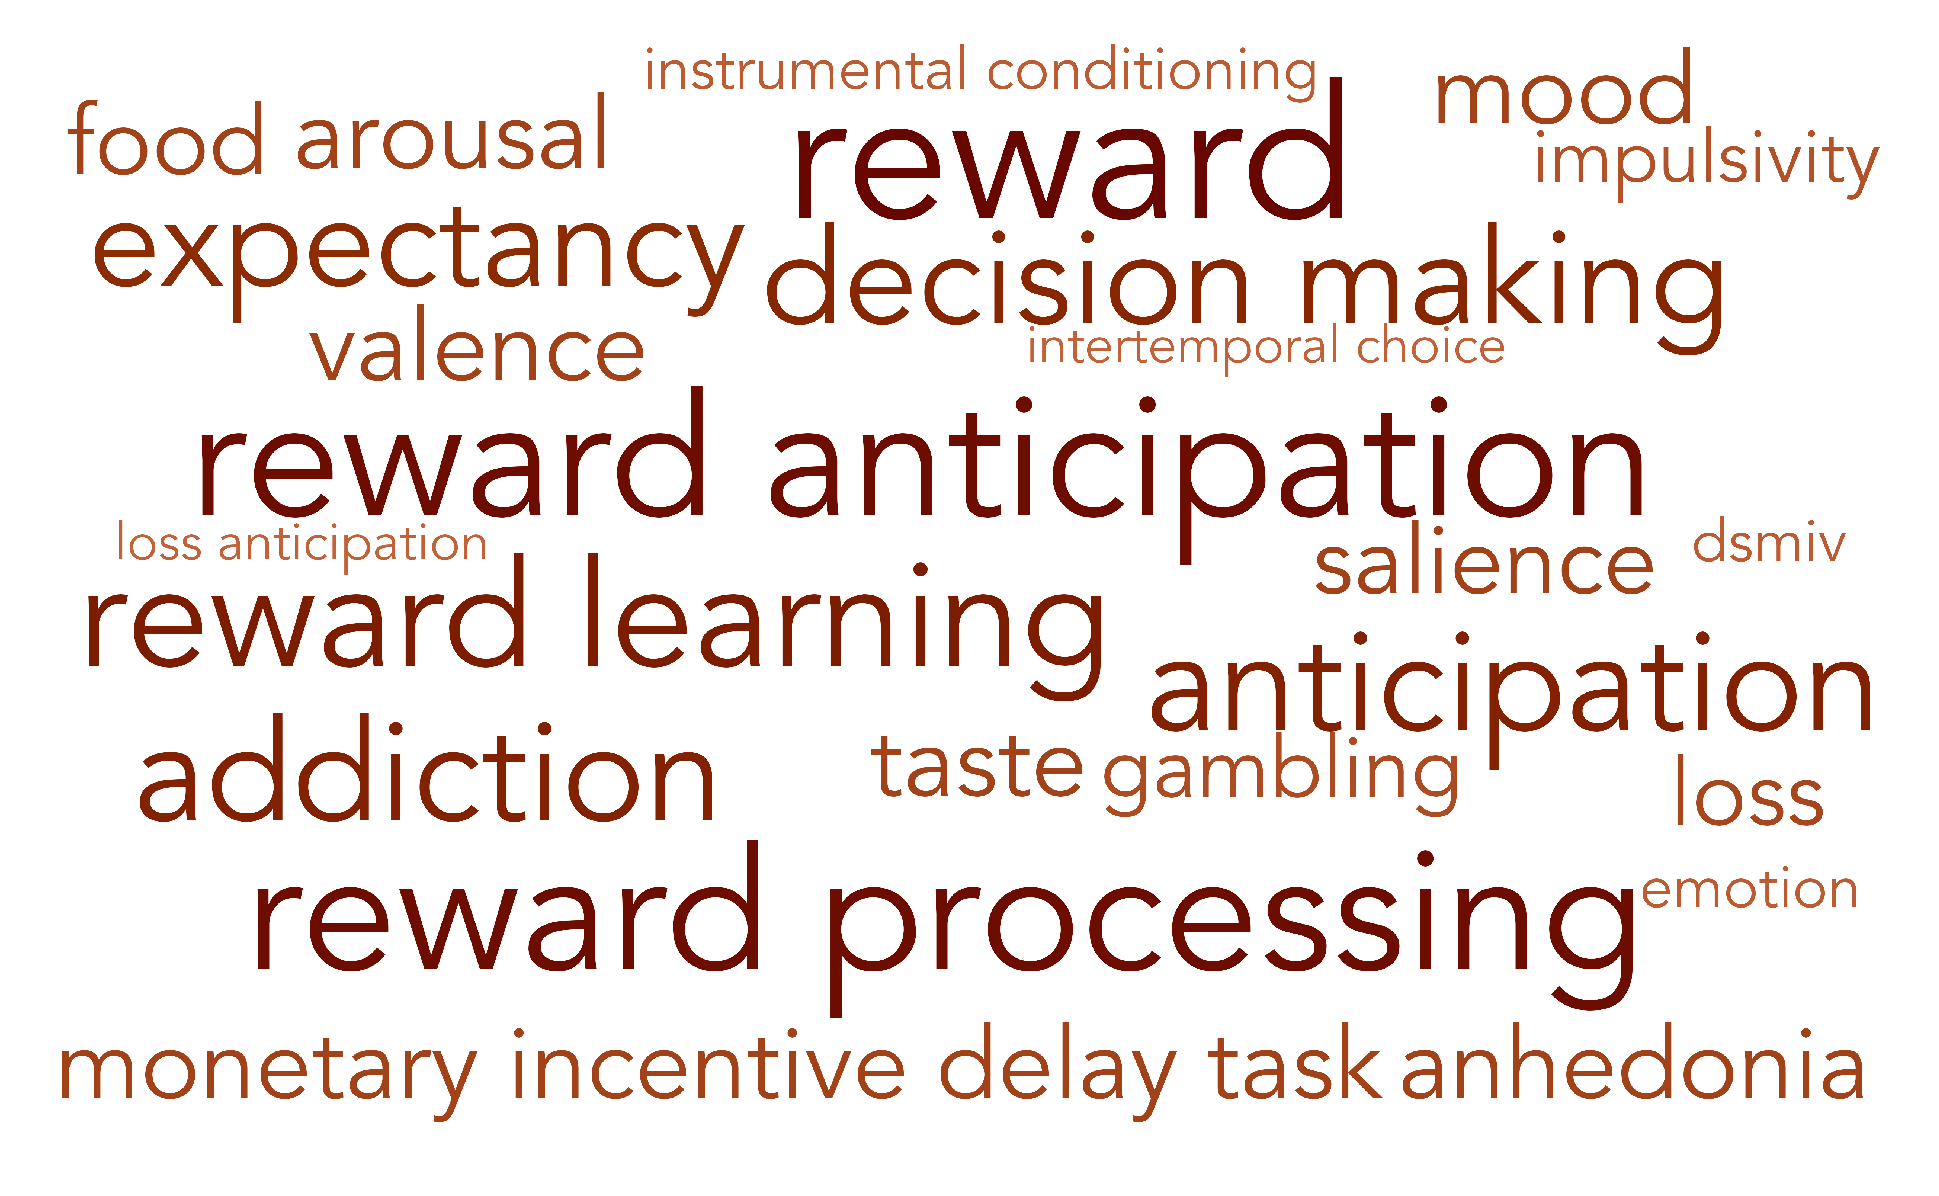 instrumental conditioning
mood
food
arousal
reward
impulsivity
expectancy
decision making
valence
intertemporal choice
reward anticipation
loss anticipation
salience
dsmiv
reward learning
anticipation
addiction
taste
gambling
loss
reward processing
emotion
monetary incentive delay task
anhedonia